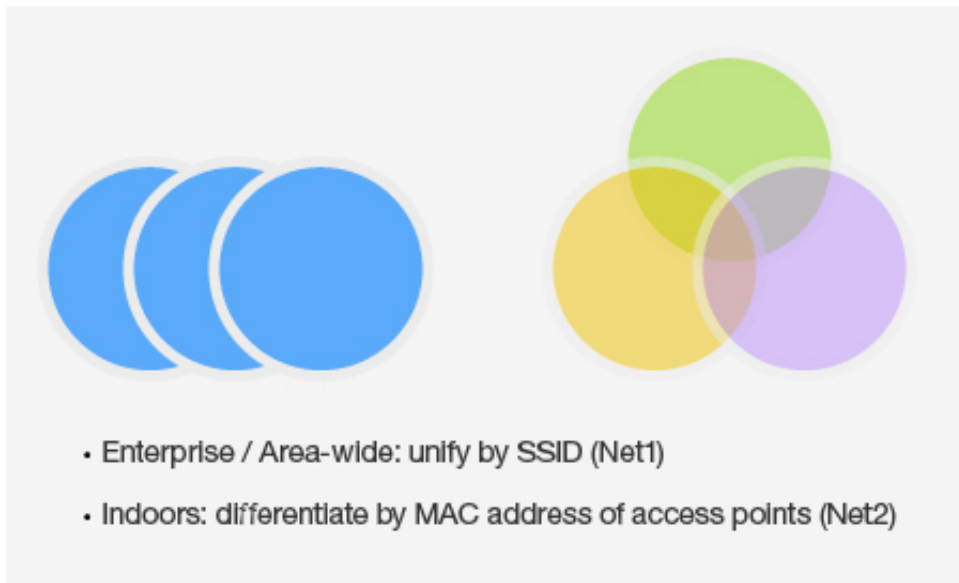 • Enterprise / Area-wide: unify by SSID (Net1)
• Indoors: differentiate by MAC address of access points (Net2)